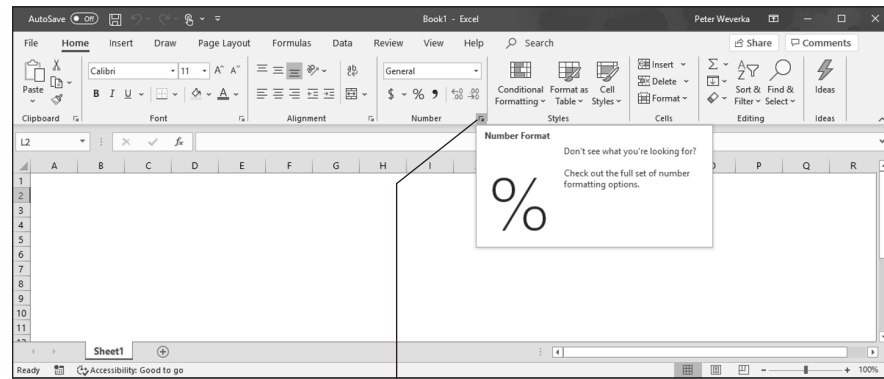 AutoSave Off Book1 - Excel Peter Weverka
File Home Insert Draw Page Layout Formulas Data Review View Help Search Share Comments
Paste
Calibri 11 A^ A˅
B I U A
ab
General
$ % 9 .00
Conditional Formatting
Format as Table
Cell Styles
Insert
Delete
Format
Sort & Filter
Find & Select
Ideas
Clipboard Font Alignment Number Styles Cells Editing Ideas
L2 fx
Number Format
Don't see what you're looking for?
Check out the full set of number
formatting options.
%
A B C D E F G H I P Q R
1
2
3
4
5
6
7
8
9
10
11
Sheet1
Ready Accessibility: Good to go 100%